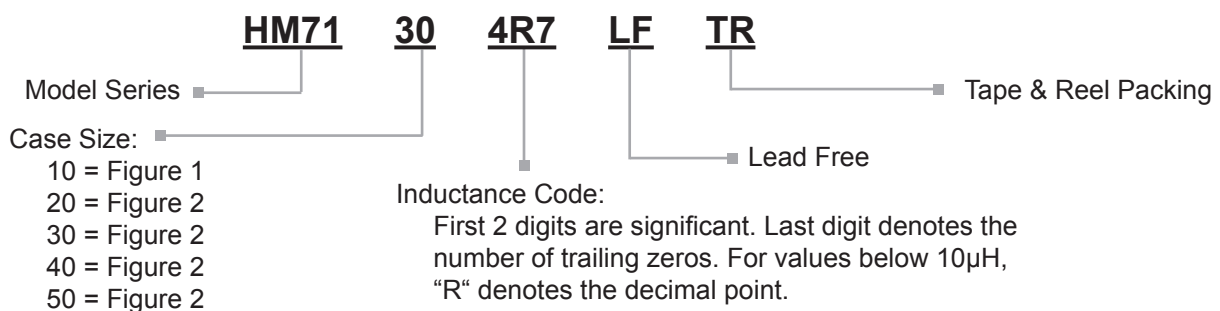 HM71 30 4R7 LF TR
Model Series
Tape & Reel Packing
Case Size:
10 = Figure 1
20 = Figure 2
30 = Figure 2
40 = Figure 2
50 = Figure 2
Lead Free
Inductance Code:
First 2 digits are significant. Last digit denotes the
number of trailing zeros. For values below 10µH,
“R“ denotes the decimal point.